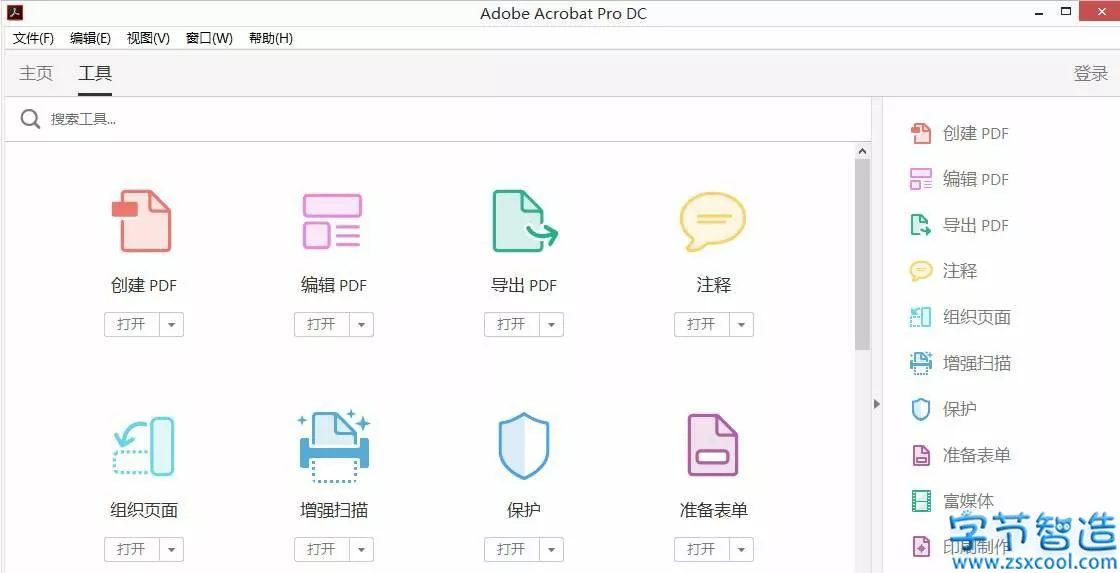 Adobe Acrobat Pro DC
文件(F) 编辑(E) 视图(V) 窗口(W) 帮助(H)
主页 工具 登录
搜索工具...
创建 PDF 编辑 PDF 导出 PDF 注释
打开 打开 打开 打开
组织页面 增强扫描 保护 准备表单
打开 打开 打开 打开
创建 PDF
编辑 PDF
导出 PDF
注释
组织页面
增强扫描
保护
准备表单
富媒体
印刷制作
字节智造
www.zsxcool.com